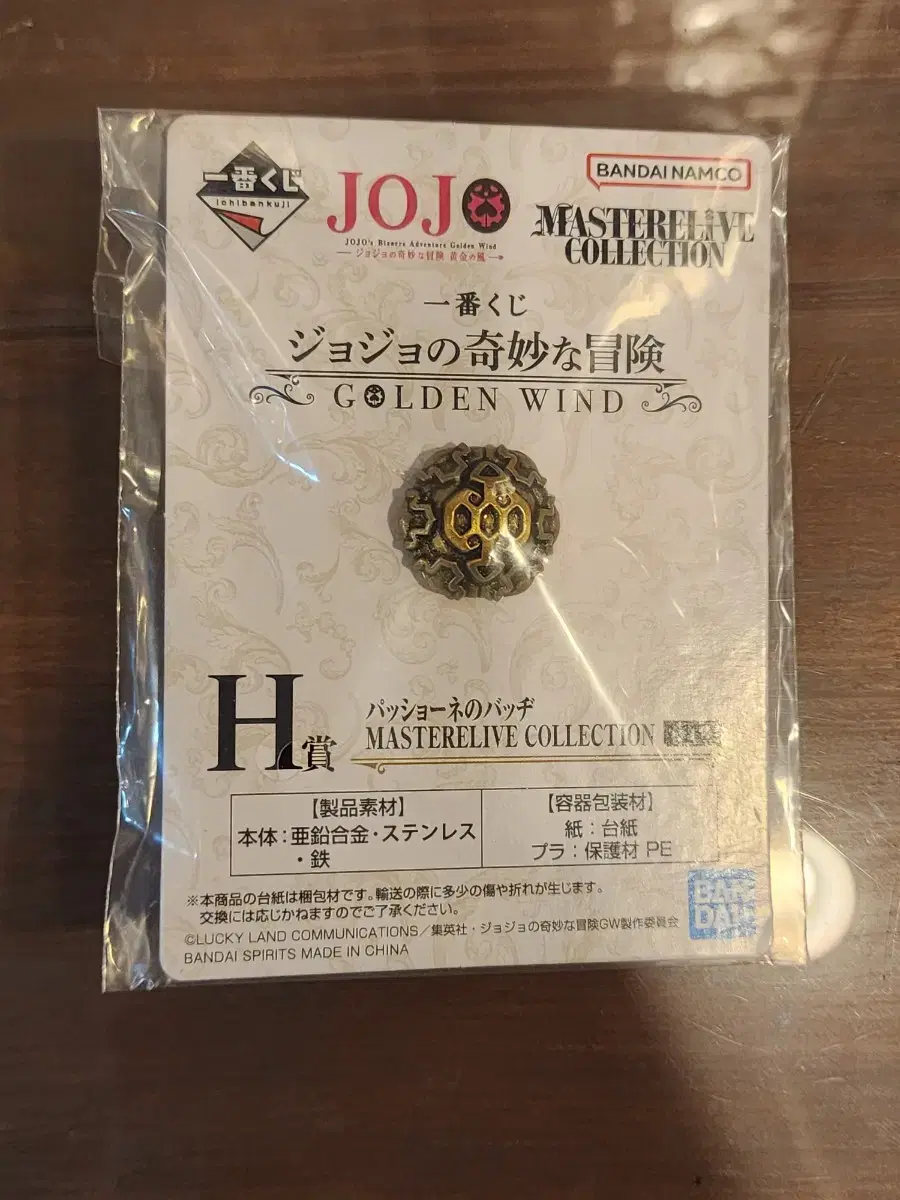 一番くじ
ichibankuji
JOJO
JOJO's Bizarre Adventure Golden Wind
ジョジョの奇妙な冒険 黄金の風
BANDAI NAMCO
MASTERELIVE
COLLECTION
一番くじ
ジョジョの奇妙な冒険
GOLDEN WIND
H賞
パッショーネのバッヂ
MASTERELIVE COLLECTION
【製品素材】
本体：亜鉛合金・ステンレス
・鉄
【容器包装材】
紙：台紙
プラ：保護材 PE
※本商品の台紙は梱包材です。輸送の際に多少の傷や折れが生じます。
交換には応じかねますのでご了承ください。
©LUCKY LAND COMMUNICATIONS／集英社・ジョジョの奇妙な冒険GW製作委員会
BANDAI SPIRITS MADE IN CHINA
BAN
DAI